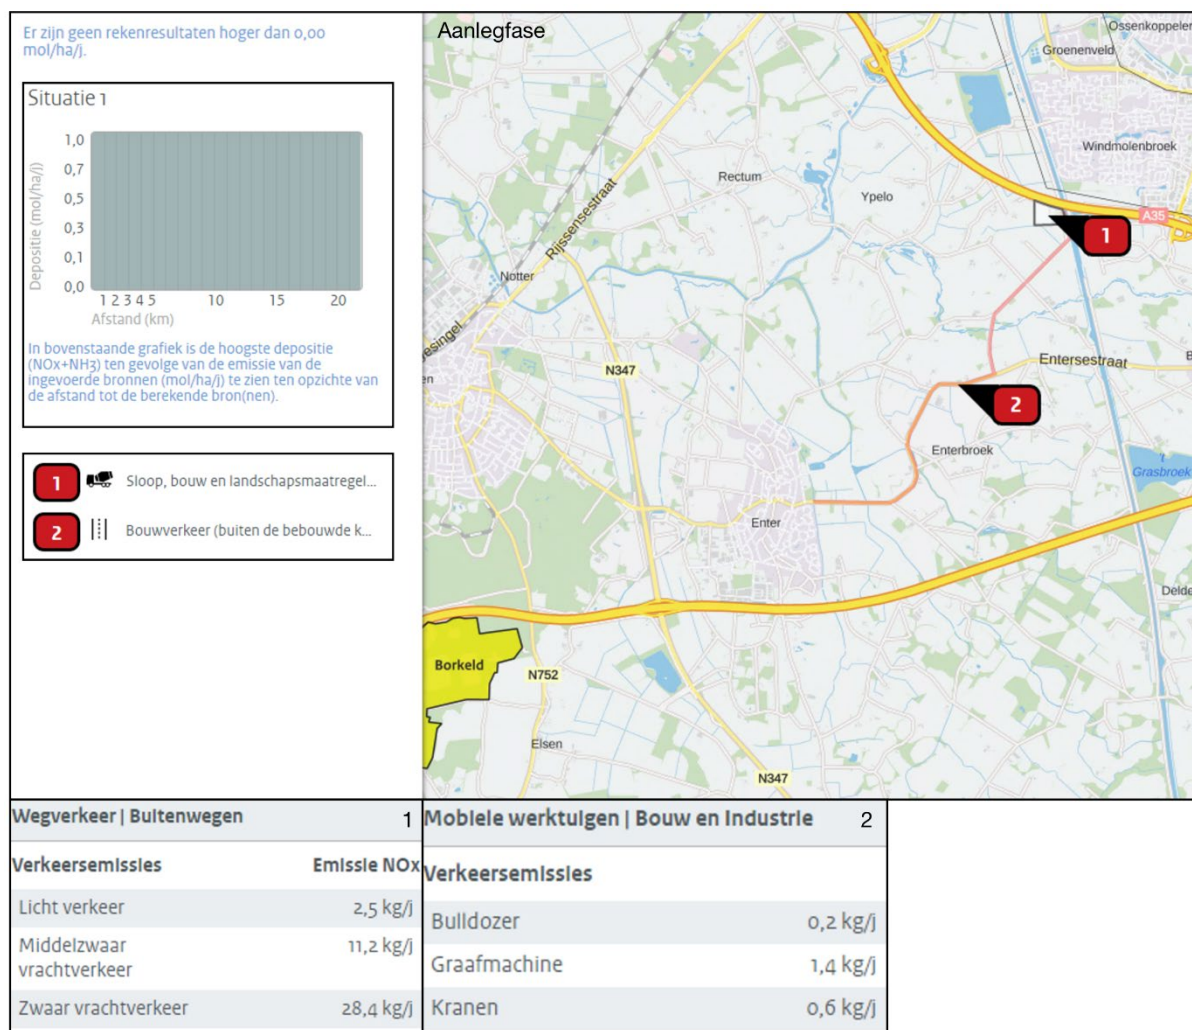 Er zijn geen rekenresultaten hoger dan 0,00
mol/ha/j.
Situatie 1
Depositie (mol/ha/j)
1,0
0,7
0,5
0,3
0,1
0,0
1 2 3 4 5 10 15 20
Afstand (km)
In bovenstaande grafiek is de hoogste depositie
(NOx+NH3) ten gevolge van de emissie van de
ingevoerde bronnen (mol/ha/j) te zien ten opzichte van
de afstand tot de berekende bron(nen).
1 Sloop, bouw en landschapsmaatregel...
2 Bouwverkeer (buiten de bebouwde k...
Aanlegfase
Ossenkoppeler
Groenenveld
Windmolenbroek
Rectum
Ypelo
A35
1
Rijssensestraat
Notter
esingel
en
N347
Entersestraat
2
Enterbroek
't
Grasbroek
Enter
Delde
Borkeld
N752
Elsen
N347
Wegverkeer | Buitenwegen 1
Verkeersemissies Emissie NOx
Licht verkeer 2,5 kg/j
Middelzwaar 11,2 kg/j
vrachtverkeer
Zwaar vrachtverkeer 28,4 kg/j
Mobiele werktuigen | Bouw en Industrie 2
Verkeersemissies
Bulldozer 0,2 kg/j
Graafmachine 1,4 kg/j
Kranen 0,6 kg/j